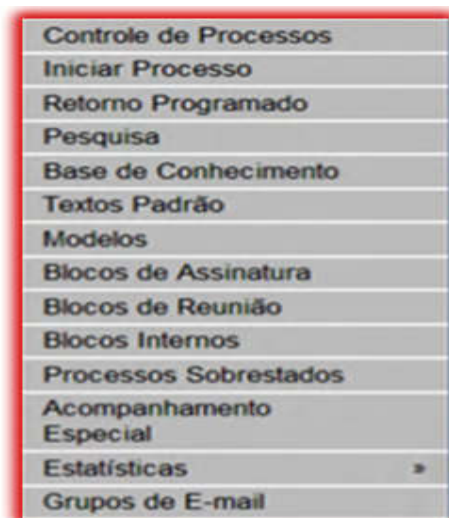 Controle de Processos
Iniciar Processo
Retorno Programado
Pesquisa
Base de Conhecimento
Textos Padrão
Modelos
Blocos de Assinatura
Blocos de Reunião
Blocos Internos
Processos Sobrestados
Acompanhamento
Especial
Estatísticas »
Grupos de E-mail